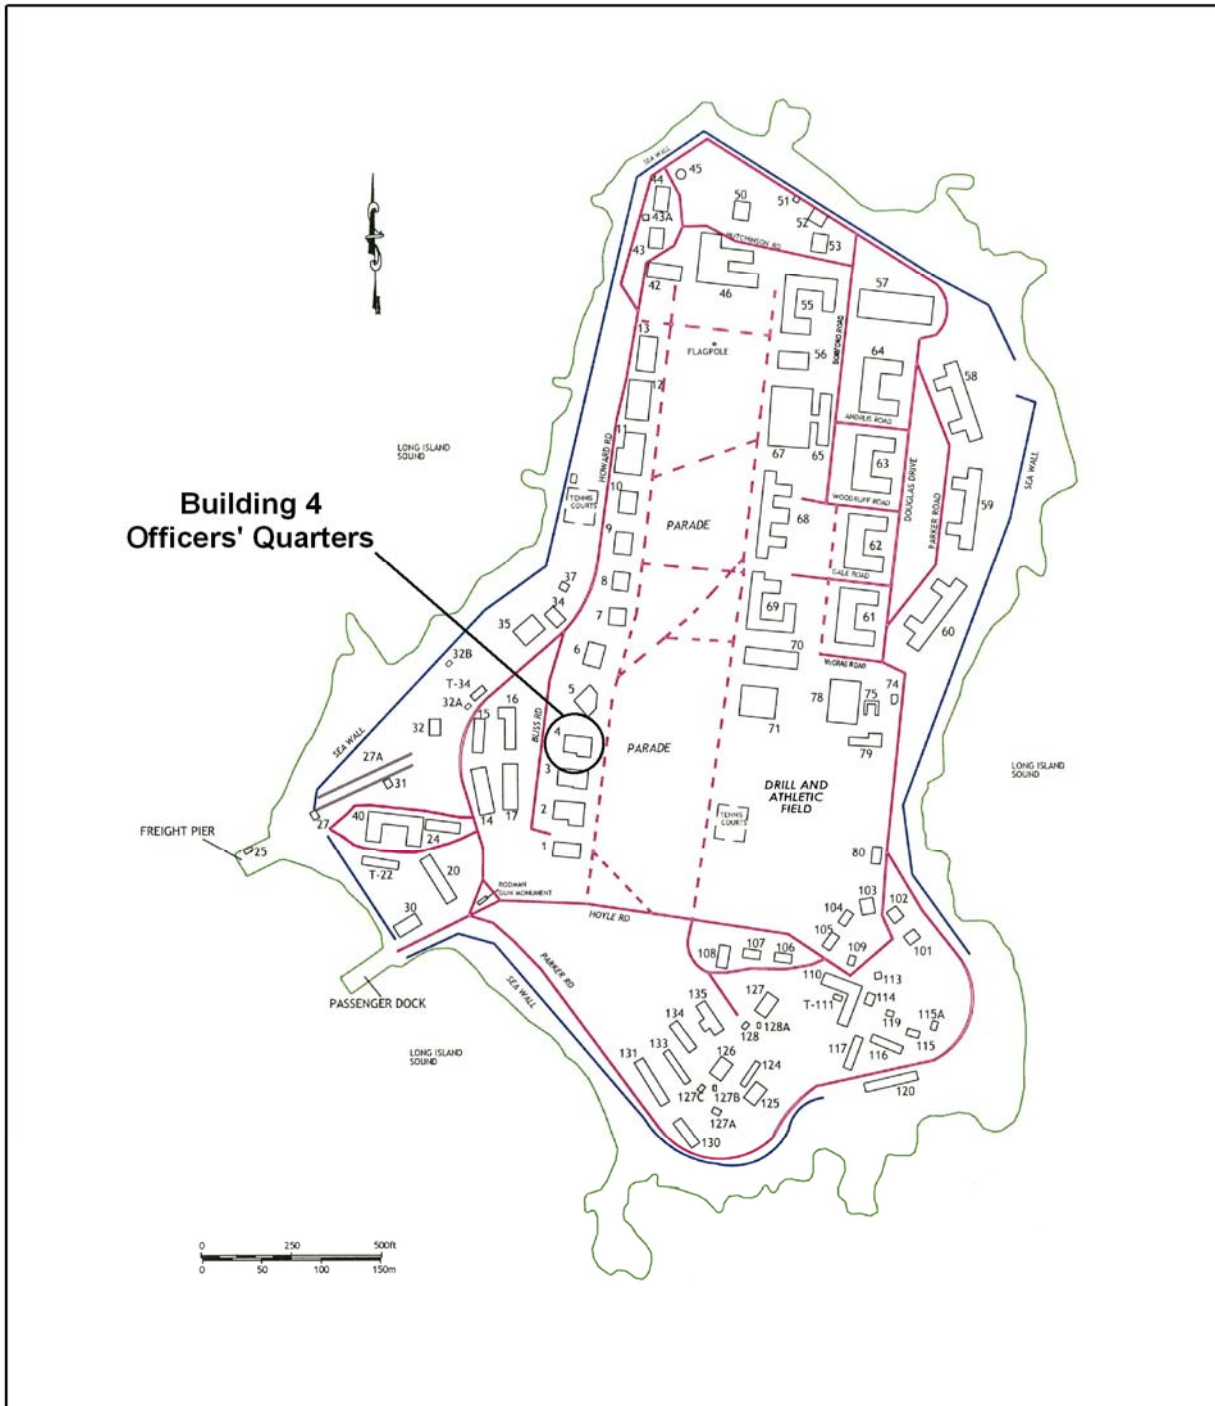 SEA WALL
45
44
50
51
43A
52
43
HUTCHINSON RD
53
42
46
57
55
13
FLAGPOLE
56
BOMFORD ROAD
64
58
12
ANDRUS ROAD
LONG ISLAND
SOUND
11
HOWARD RD
67
65
63
DOUGLAS DRIVE
SEA WALL
Building 4
Officers' Quarters
TENNIS
COURTS
10
PARADE
68
WOODRUFF ROAD
PARKER ROAD
59
9
62
37
8
GALE ROAD
34
35
7
69
61
60
6
70
McGRAE ROAD
32B
T-34
32A
16
5
78
75
74
15
32
BLISS RD
4
PARADE
71
79
SEA WALL
27A
31
3
LONG ISLAND
SOUND
DRILL AND
ATHLETIC
FIELD
14
17
2
TENNIS
COURTS
27
40
24
FREIGHT PIER
25
1
80
T-22
20
RODMAN
GUN MONUMENT
103
102
30
HOYLE RD
104
105
101
108
107
106
109
PARKER RD
110
113
PASSENGER DOCK
SEA WALL
135
127
T-111
114
119
115A
134
128
128A
115
LONG ISLAND
SOUND
133
126
117
116
131
124
127C
127B
125
120
127A
130
0
250
500ft
0
50
100
150m